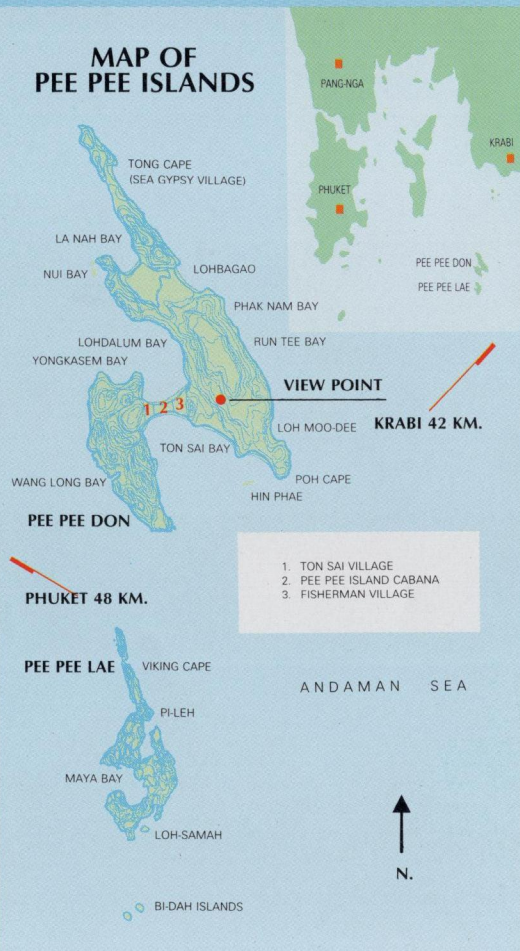 MAP OF
PEE PEE ISLANDS
PANG-NGA
KRABI
PHUKET
PEE PEE DON
PEE PEE LAE
TONG CAPE
(SEA GYPSY VILLAGE)
LA NAH BAY
NUI BAY
LOHBAGAO
PHAK NAM BAY
LOHDALUM BAY
RUN TEE BAY
YONGKASEM BAY
VIEW POINT
1 2 3
LOH MOO-DEE
KRABI 42 KM.
TON SAI BAY
POH CAPE
WANG LONG BAY
HIN PHAE
PEE PEE DON
1. TON SAI VILLAGE
2. PEE PEE ISLAND CABANA
3. FISHERMAN VILLAGE
PHUKET 48 KM.
PEE PEE LAE
VIKING CAPE
ANDAMAN SEA
PI-LEH
MAYA BAY
LOH-SAMAH
N.
BI-DAH ISLANDS